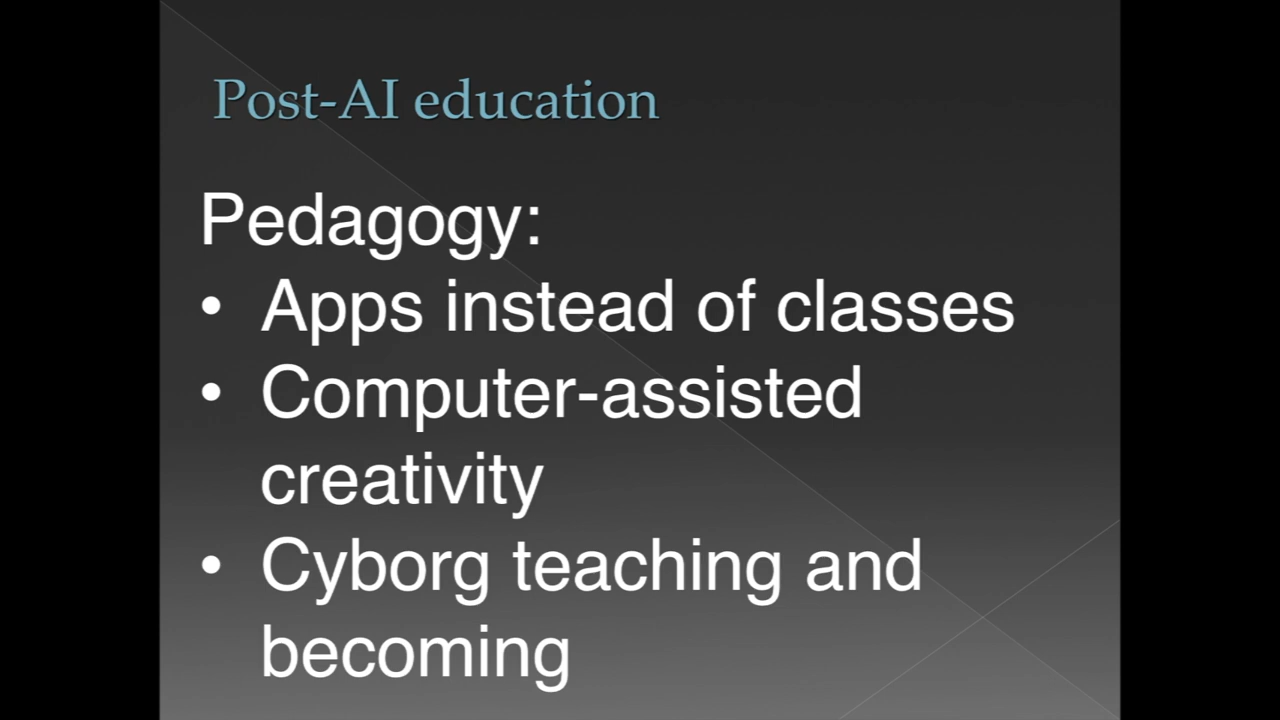 Post-AI education
Pedagogy:
• Apps instead of classes
• Computer-assisted
creativity
• Cyborg teaching and
becoming